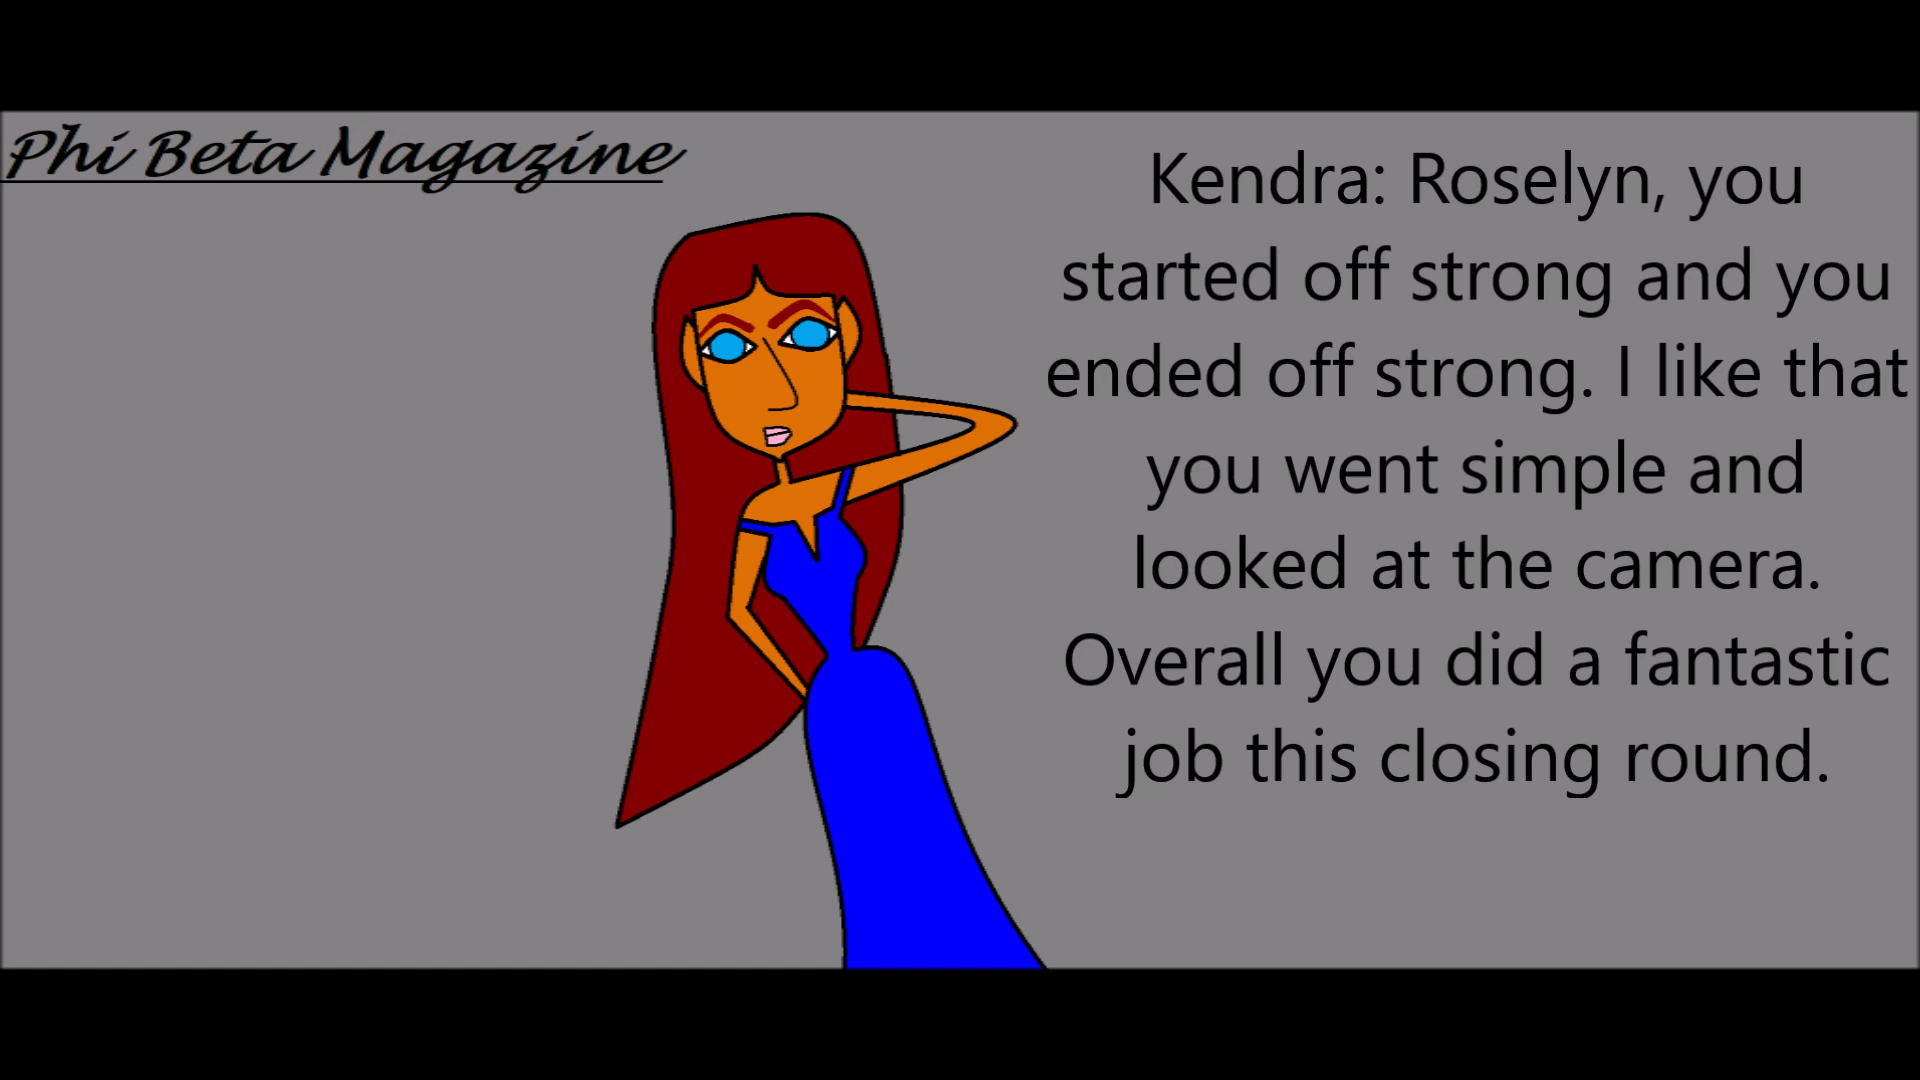 Phi Beta Magazine
Kendra: Roselyn, you
started off strong and you
ended off strong. I like that
you went simple and
looked at the camera.
Overall you did a fantastic
job this closing round.